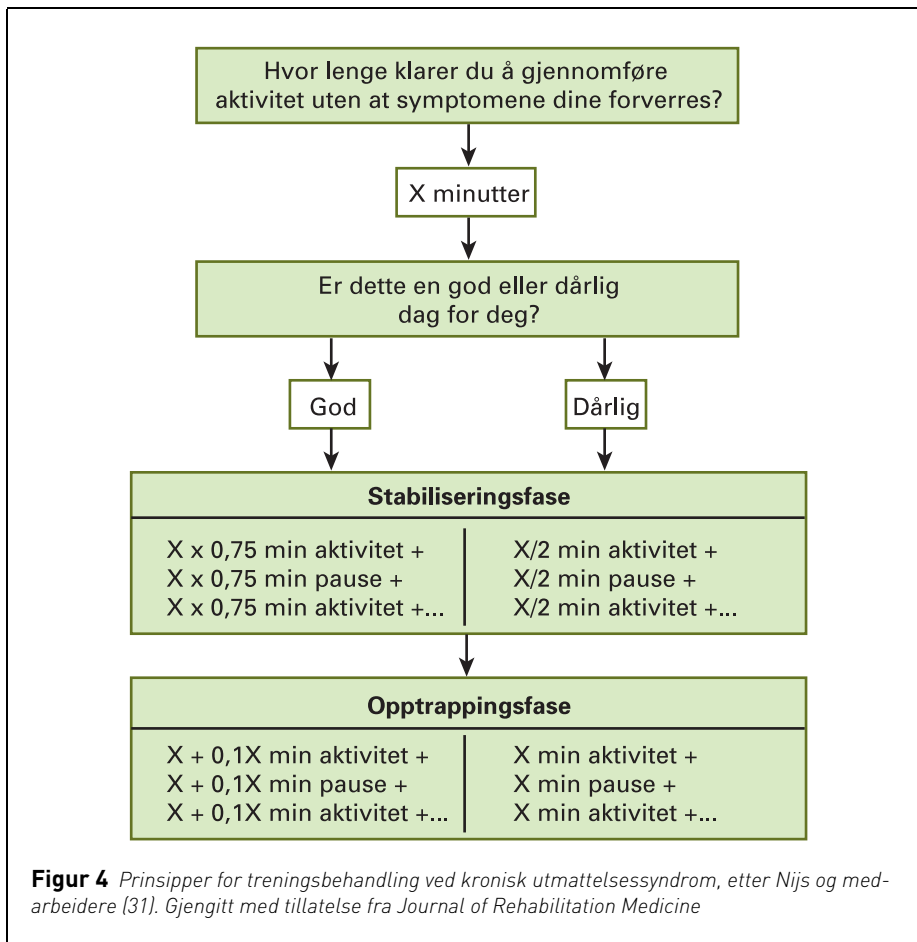 Hvor lenge klarer du å gjennomføre
aktivitet uten at symptomene dine forverres?
X minutter
Er dette en god eller dårlig
dag for deg?
God
Dårlig
Stabiliseringsfase
X x 0,75 min aktivitet +
X x 0,75 min pause +
X x 0,75 min aktivitet +...
X/2 min aktivitet +
X/2 min pause +
X/2 min aktivitet +...
Opptrappingsfase
X + 0,1X min aktivitet +
X + 0,1X min pause +
X + 0,1X min aktivitet +...
X min aktivitet +
X min pause +
X min aktivitet +...
Figur 4 Prinsipper for treningsbehandling ved kronisk utmattelsessyndrom, etter Nijs og med-
arbeidere (31). Gjengitt med tillatelse fra Journal of Rehabilitation Medicine